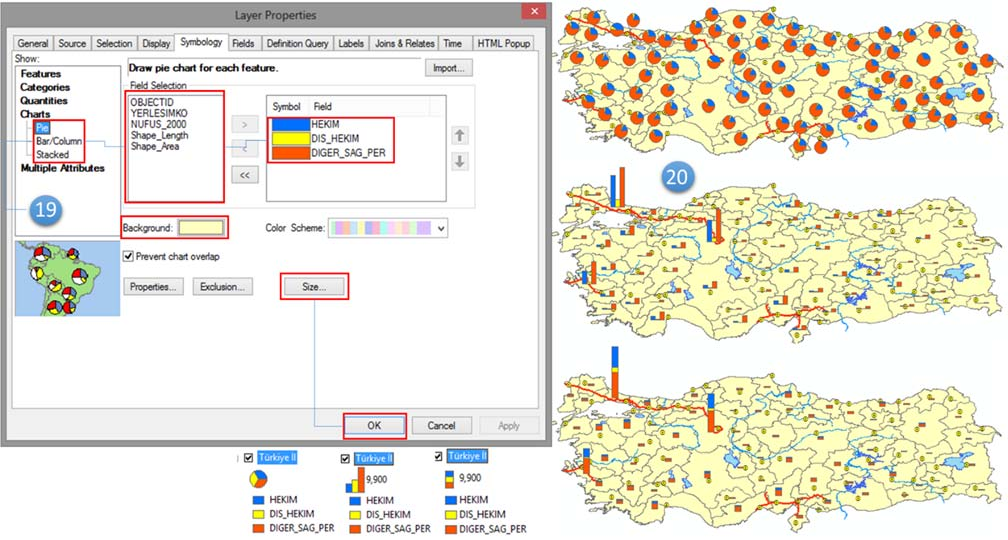 Layer Properties
General Source Selection Display Symbology Fields Definition Query Labels Joins & Relates Time HTML Popup
Show:
Features
Categories
Quantities
Charts
Pie
Bar/Column
Stacked
Multiple Attributes
19
Draw pie chart for each feature.
Import...
Field Selection
OBJECTID
YERLESIMKO
NUFUS_2000
Shape_Length
Shape_Area
>
<
<<
Symbol Field
HEKIM
DIS_HEKIM
DIGER_SAG_PER
Background:
Color Scheme:
Prevent chart overlap
Properties... Exclusion... Size...
OK Cancel Apply
Türkiye İl
HEKIM
DIS_HEKIM
DIGER_SAG_PER
Türkiye İl
9,900
HEKIM
DIS_HEKIM
DIGER_SAG_PER
Türkiye İl
9,900
HEKIM
DIS_HEKIM
DIGER_SAG_PER
20